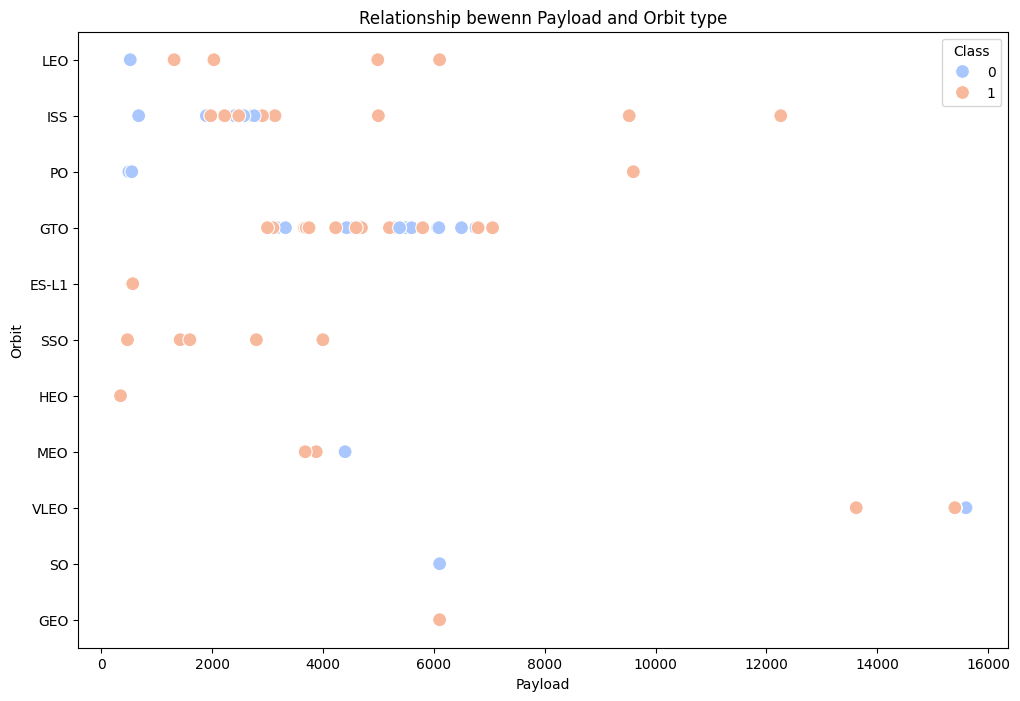 Relationship bewenn Payload and Orbit type
Class
0
1
LEO
ISS
PO
GTO
ES-L1
SSO
HEO
MEO
VLEO
SO
GEO
Orbit
0 2000 4000 6000 8000 10000 12000 14000 16000
Payload